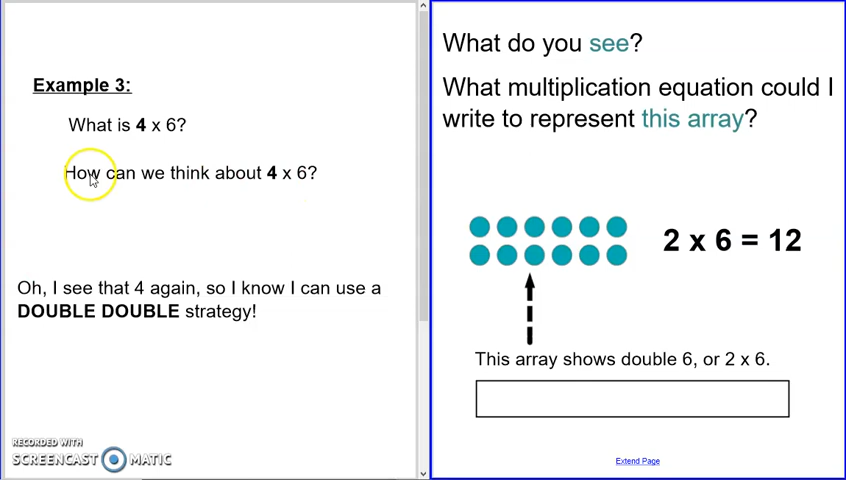 Example 3:
What is 4 x 6?
How can we think about 4 x 6?
Oh, I see that 4 again, so I know I can use a
DOUBLE DOUBLE strategy!
RECORDED WITH
SCREENCAST MATIC
What do you see?
What multiplication equation could I
write to represent this array?
2 x 6 = 12
This array shows double 6, or 2 x 6.
Extend Page